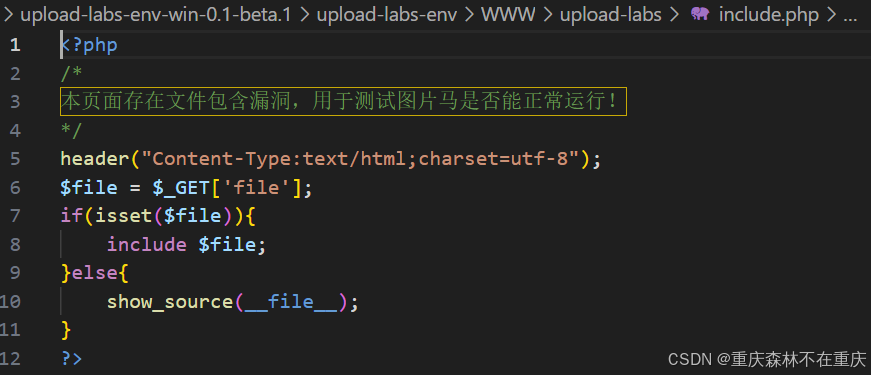 > upload-labs-env-win-0.1-beta.1 > upload-labs-env > WWW > upload-labs > include.php > ...
1 <?php
2 /*
3 本页面存在文件包含漏洞，用于测试图片马是否能正常运行！
4 */
5 header("Content-Type:text/html;charset=utf-8");
6 $file = $_GET['file'];
7 if(isset($file)){
8     include $file;
9 }else{
10     show_source(__file__);
11 }
12 ?>
CSDN @重庆森林不在重庆